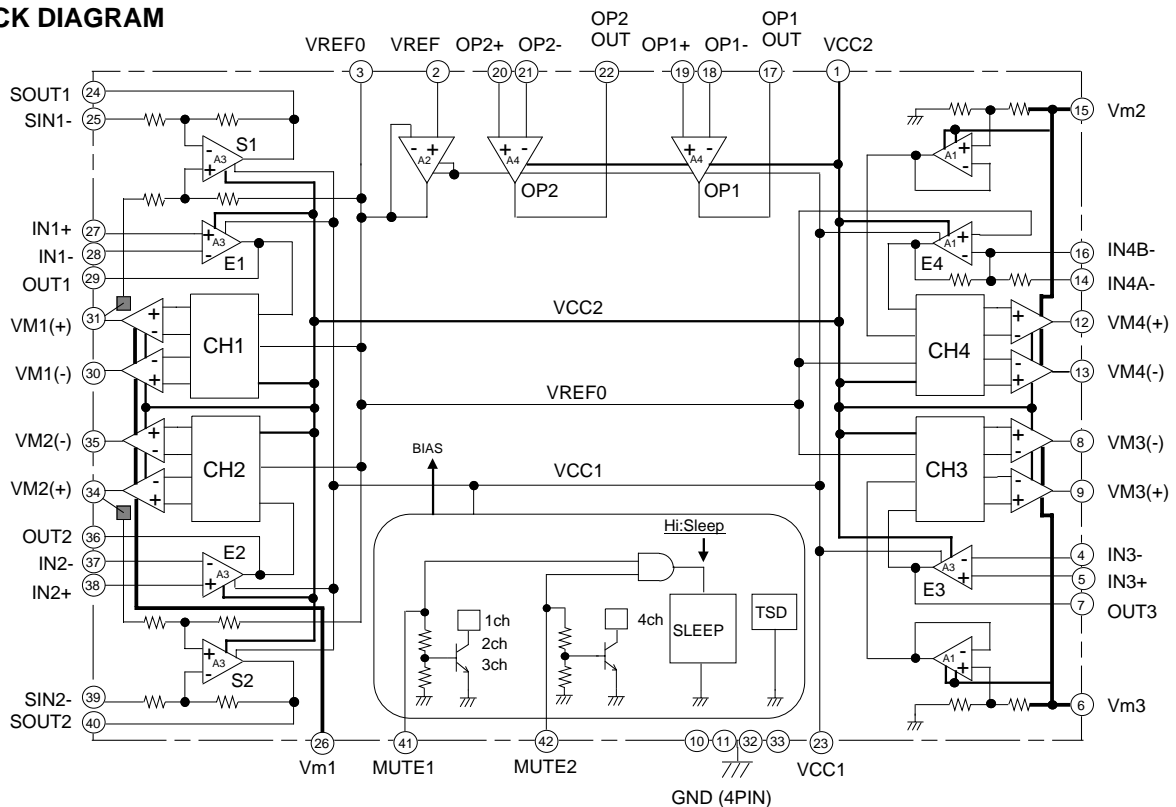 CK DIAGRAM
VREF0 VREF OP2+ OP2- OP2 OUT OP1+ OP1- OP1 OUT VCC2
3 2 20 21 22 19 18 17 1
SOUT1 24
SIN1- 25
S1
- + A3
15 Vm2
A1 + -
- + A2
+ - A4 OP2
+ - A4 OP1
IN1+ 27
IN1- 28
OUT1 29
+ - A3
E1
A1 + -
E4
16 IN4B-
14 IN4A-
31
VM1(+)
+ -
CH1
VCC2
CH4
+ -
12 VM4(+)
VM1(-) 30
- +
- +
13 VM4(-)
VREF0
VM2(-) 35
+ -
CH2
BIAS
VCC1
CH3
+ -
8 VM3(-)
VM2(+) 34
- +
- +
9 VM3(+)
OUT2 36
IN2- 37
IN2+ 38
E2
- + A3
Hi:Sleep
A3 - +
E3
4 IN3-
5 IN3+
7 OUT3
1ch
2ch
3ch
4ch
SLEEP
TSD
+ - A3
S2
A1 - +
SIN2- 39
SOUT2 40
6 Vm3
26 41 42 10 11 32 33 23
Vm1 MUTE1 MUTE2 VCC1
GND (4PIN)